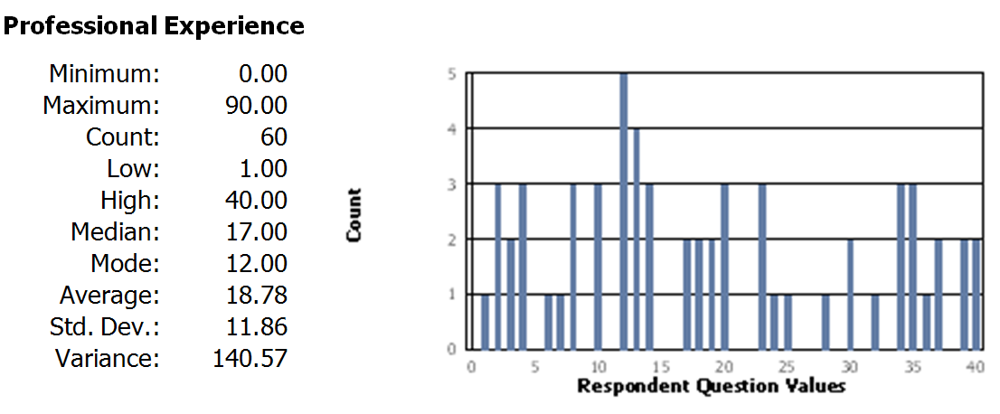 Professional Experience
Minimum: 0.00
Maximum: 90.00
Count: 60
Low: 1.00
High: 40.00
Median: 17.00
Mode: 12.00
Average: 18.78
Std. Dev.: 11.86
Variance: 140.57
Count
5
4
3
2
1
0
0 5 10 15 20 25 30 35 40
Respondent Question Values